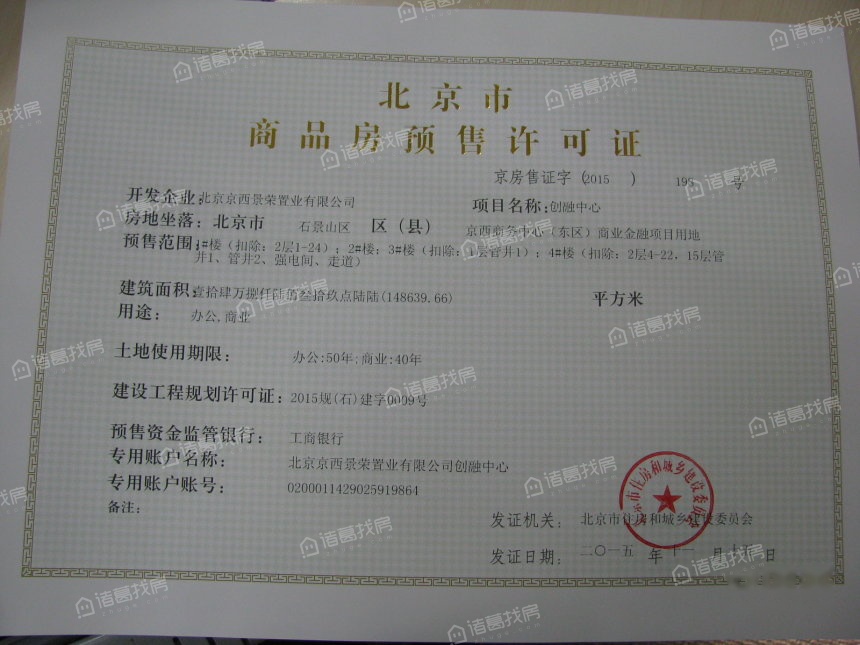 北京市
商品房预售许可证
京房售证字(2015) 195号
开发企业:北京京西景荣置业有限公司 项目名称:创融中心
房地坐落:北京市 石景山区 区(县) 京西商务中心(东区)商业金融项目用地
预售范围:1#楼(扣除:2层1-24);2#楼;3#楼(扣除:1层管井1);4#楼(扣除:2层4-22,15层管
井1、管井2、强电间、走道)
建筑面积:壹拾肆万捌仟陆佰叁拾玖点陆陆(148639.66) 平方米
用途: 办公,商业
土地使用期限: 办公:50年;商业:40年
建设工程规划许可证:2015规(石)建字0009号
预售资金监管银行: 工商银行
专用账户名称: 北京京西景荣置业有限公司创融中心
专用账户账号: 0200011429025919864
备注:
发证机关: 北京市住房和城乡建设委员会
发证日期: 二〇一五 年 十一 月 日
诸葛找房